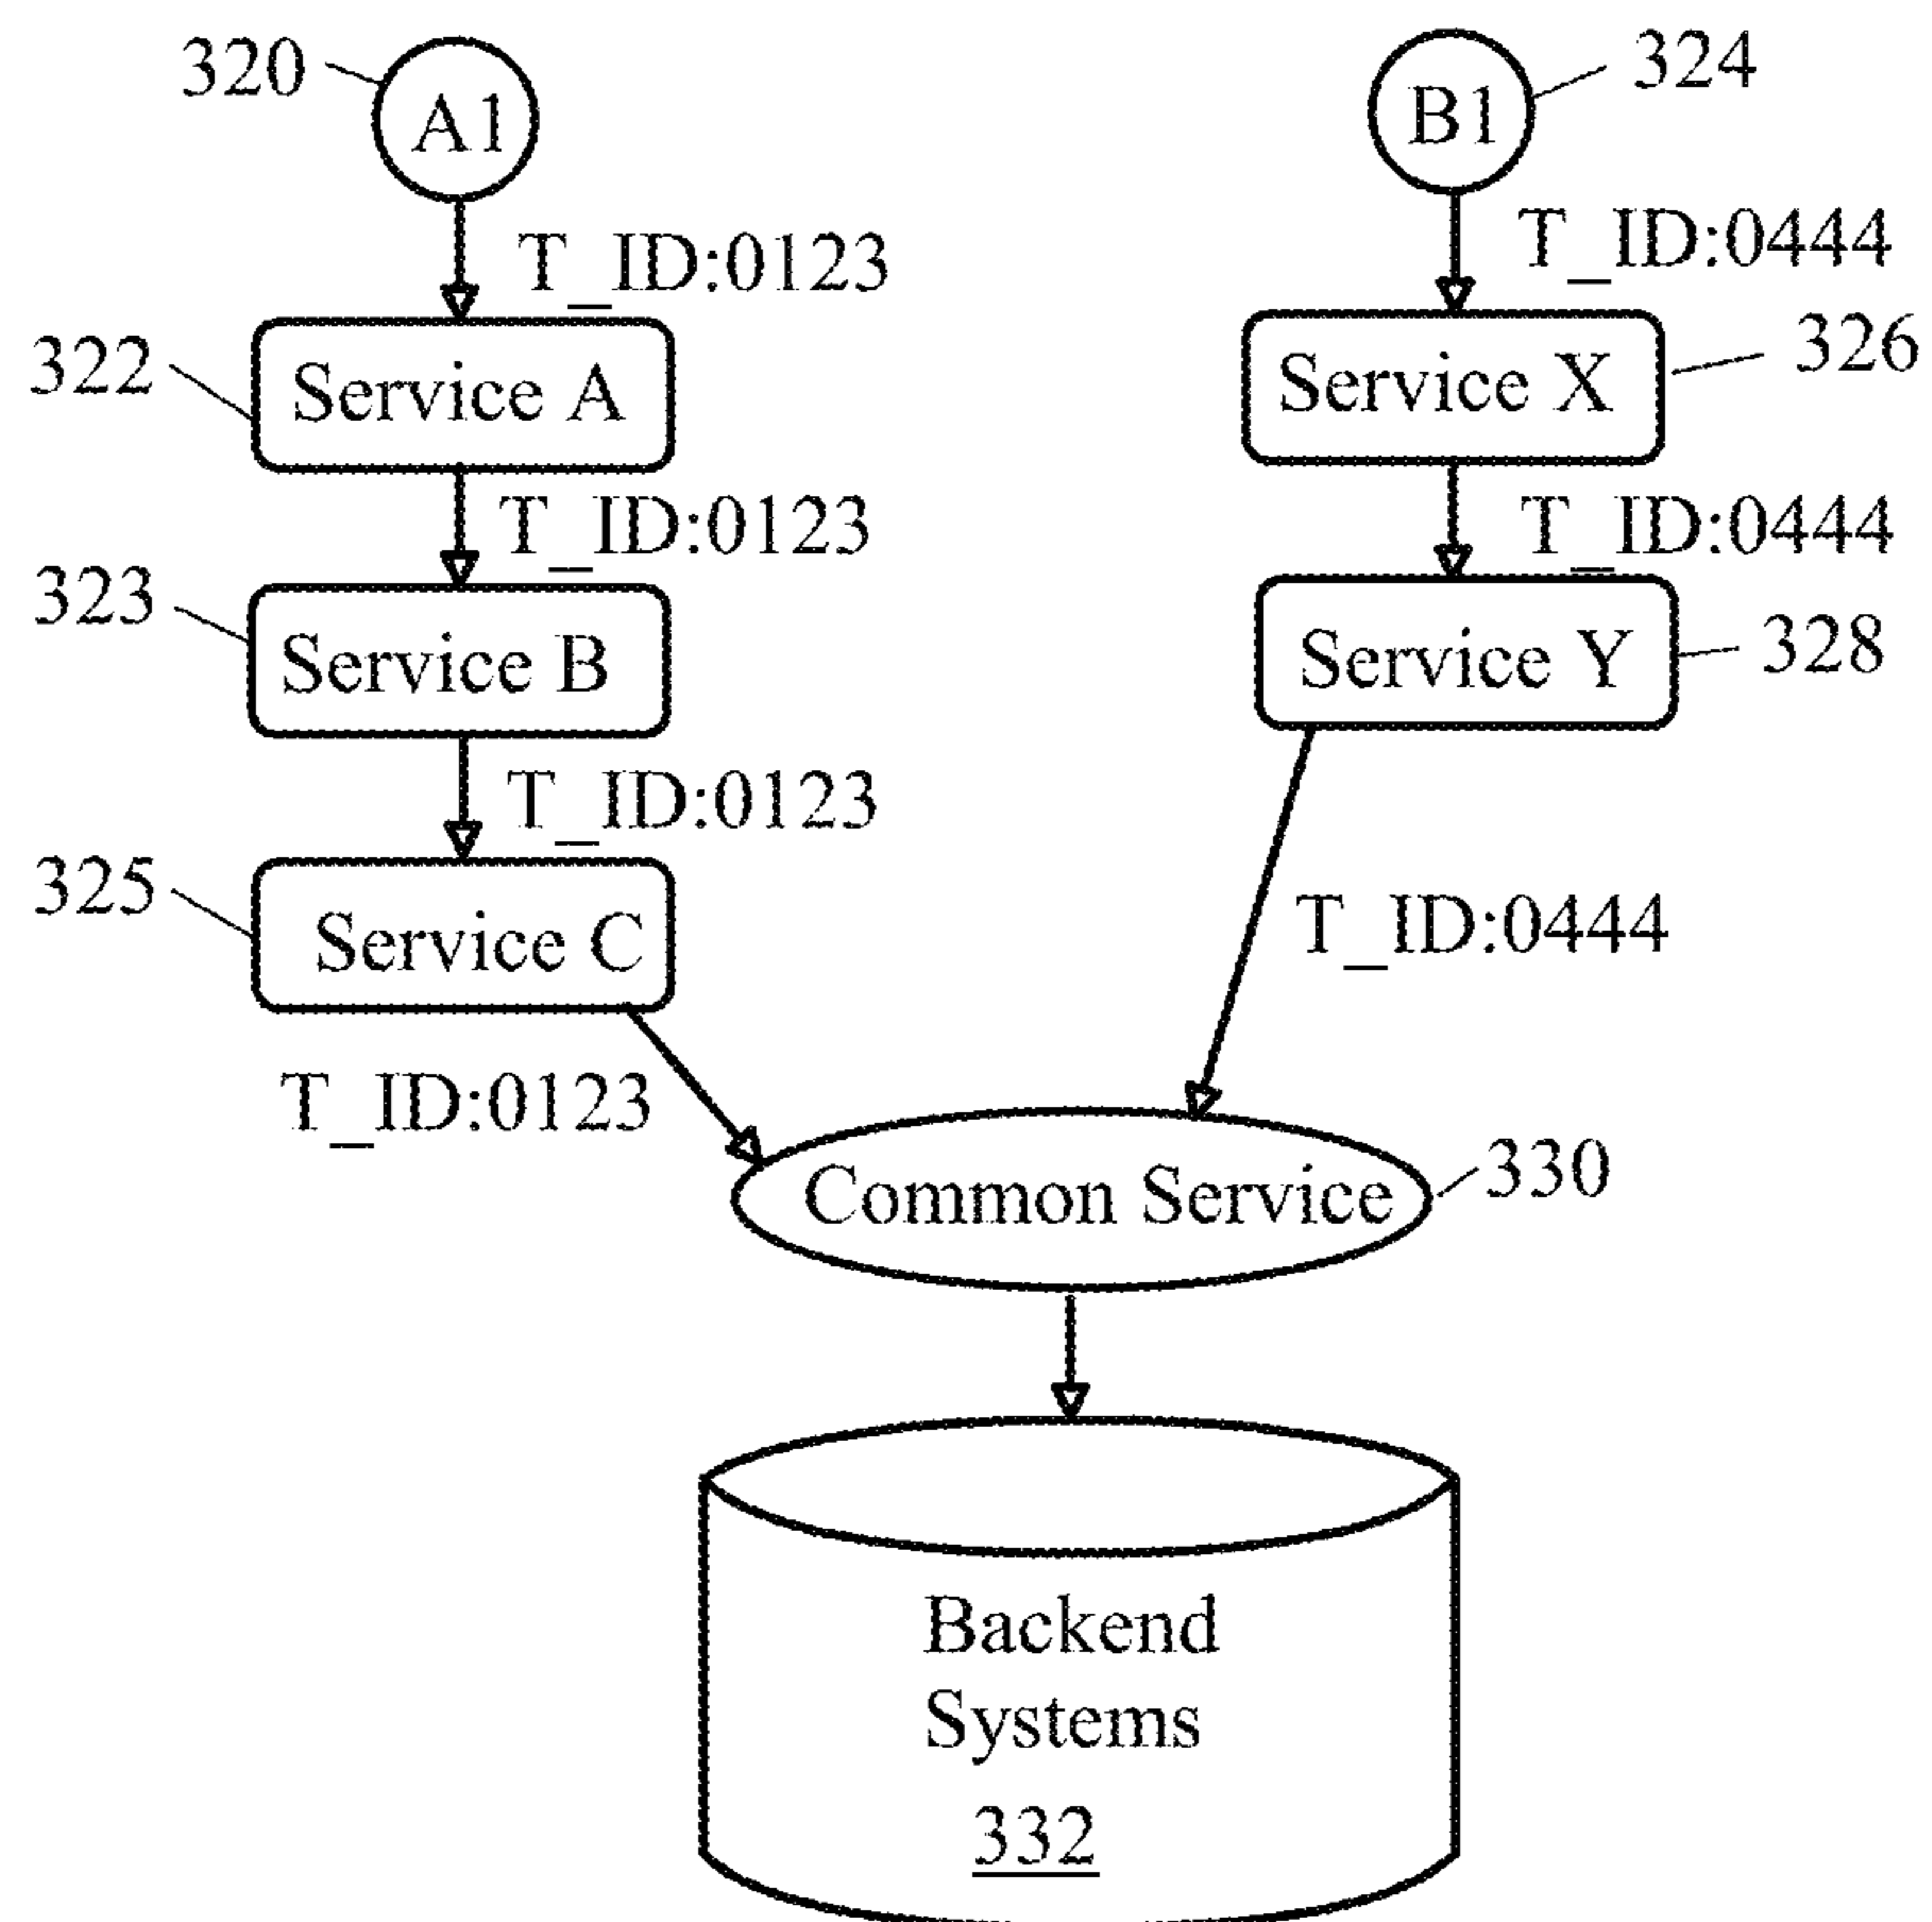 320
A1
324
B1
T_ID:0123
T_ID:0444
322
Service A
Service X
326
T_ID:0123
T_ID:0444
323
Service B
Service Y
328
T_ID:0123
325
Service C
T_ID:0444
T_ID:0123
Common Service
330
Backend
Systems
332